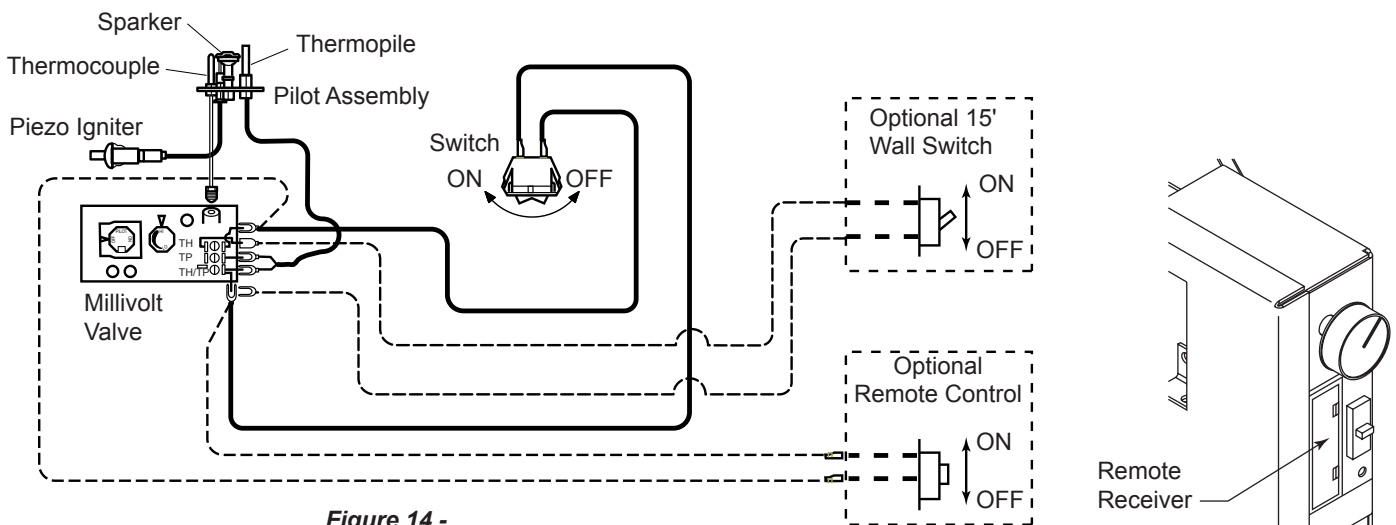 Sparker
Thermopile
Thermocouple
Pilot Assembly
Piezo Igniter
Switch
ON
OFF
Optional 15'
Wall Switch
ON
OFF
TH
TP
TH/TP
Millivolt
Valve
Optional
Remote Control
ON
OFF
Remote
Receiver
Figure 14 -